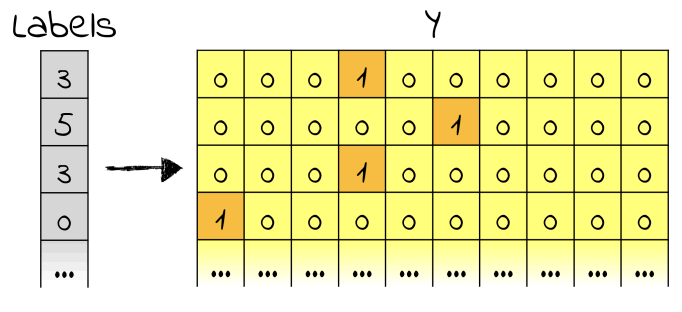 Labels Y
3 0 0 0 1 0 0 0 0 0 0
5 0 0 0 0 0 1 0 0 0 0
3 0 0 0 1 0 0 0 0 0 0
0 1 0 0 0 0 0 0 0 0 0
... ... ... ... ... ... ... ... ... ... ...